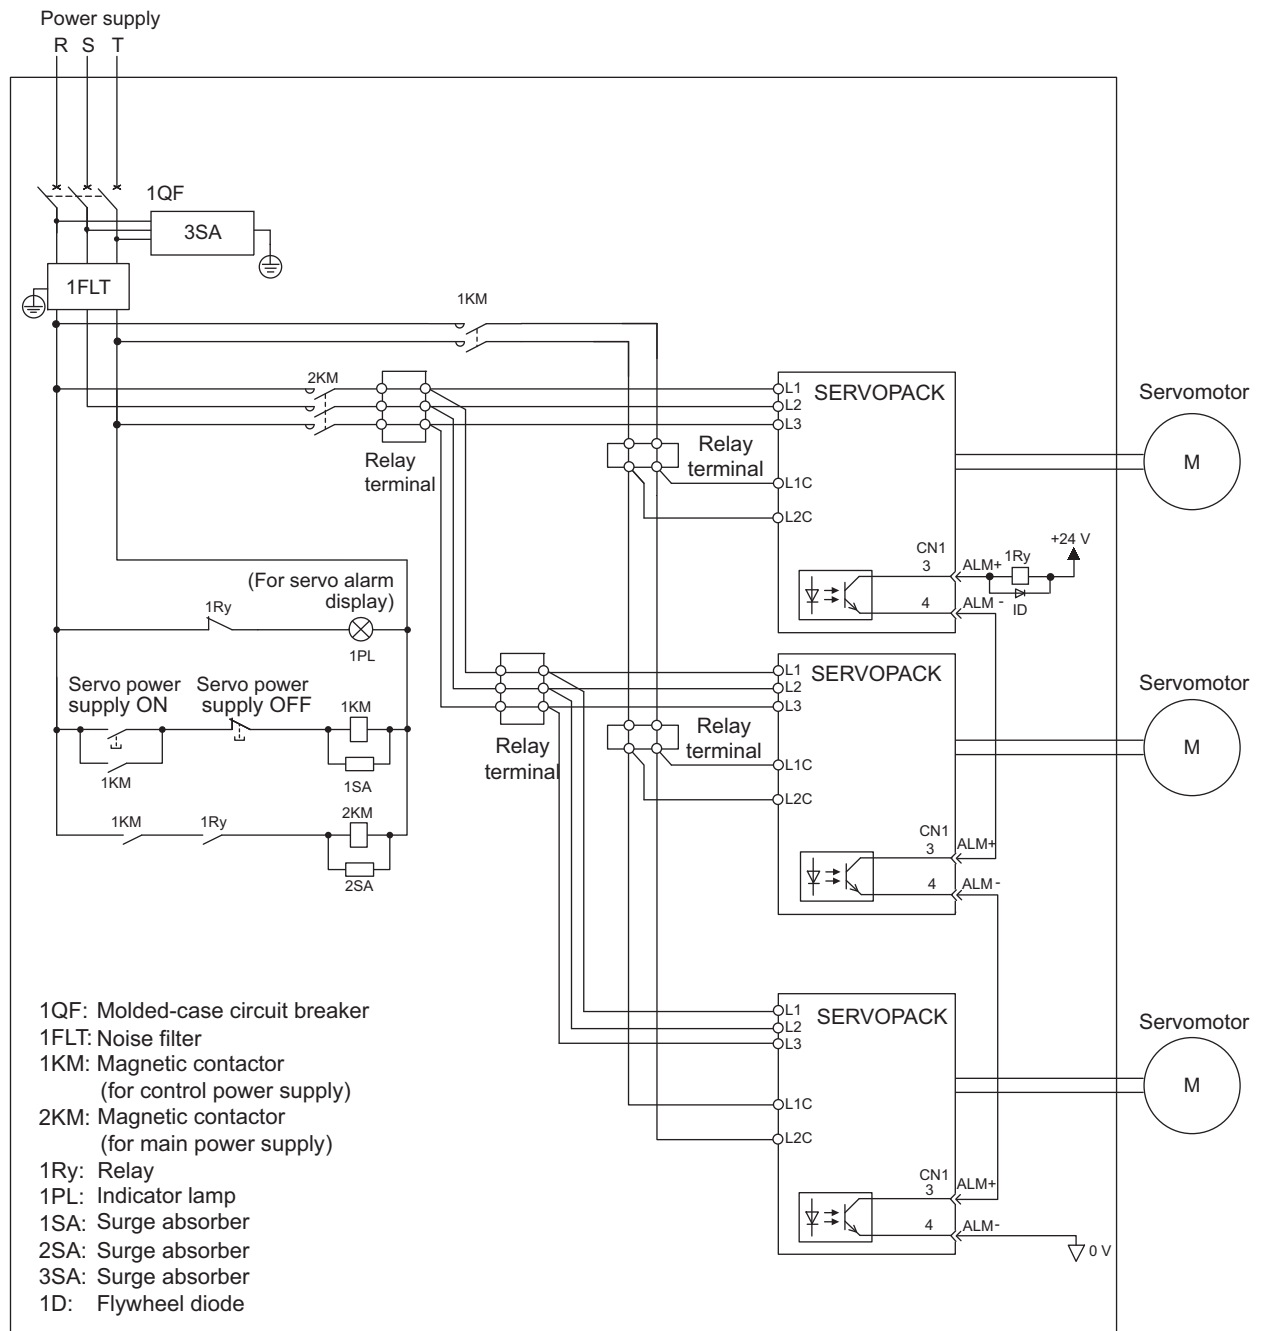 Power supply
R S T
1QF
3SA
1FLT
1KM
2KM
Relay
terminal
Relay
terminal
L1
L2
L3
L1C
L2C
SERVOPACK
CN1
3
4
ALM+
ALM -
1Ry
+24 V
ID
Servomotor
M
(For servo alarm
display)
1Ry
1PL
Servo power
supply ON
Servo power
supply OFF
1KM
1KM
1SA
1KM
1Ry
2KM
2SA
Relay
terminal
Relay
terminal
L1
L2
L3
L1C
L2C
SERVOPACK
CN1
3
4
ALM+
ALM -
Servomotor
M
L1
L2
L3
L1C
L2C
SERVOPACK
CN1
3
4
ALM+
ALM-
0 V
Servomotor
M
1QF: Molded-case circuit breaker
1FLT: Noise filter
1KM: Magnetic contactor
(for control power supply)
2KM: Magnetic contactor
(for main power supply)
1Ry: Relay
1PL: Indicator lamp
1SA: Surge absorber
2SA: Surge absorber
3SA: Surge absorber
1D: Flywheel diode